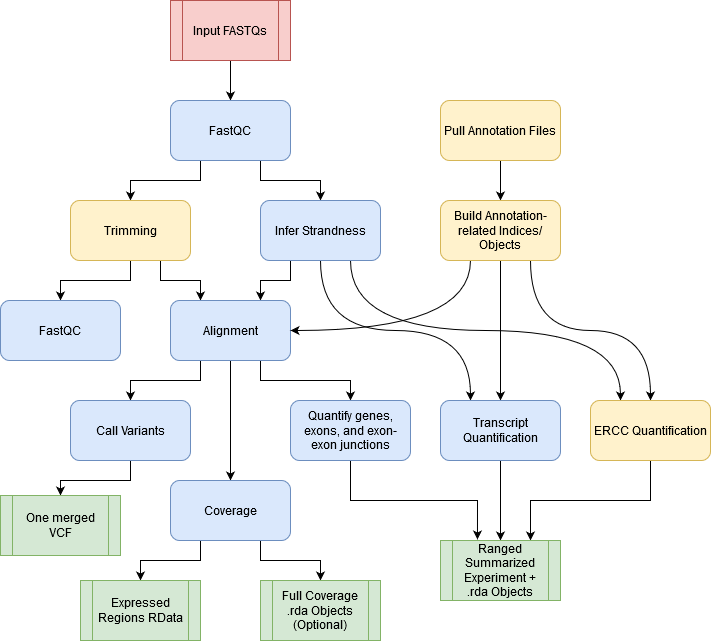 Input FASTQs
FastQC
Pull Annotation Files
Trimming
Infer Strandness
Build Annotation-
related Indices/
Objects
FastQC
Alignment
Call Variants
Quantify genes,
exons, and exon-
exon junctions
Transcript
Quantification
ERCC Quantification
One merged
VCF
Coverage
Ranged
Summarized
Experiment +
.rda Objects
Expressed
Regions RData
Full Coverage
.rda Objects
(Optional)